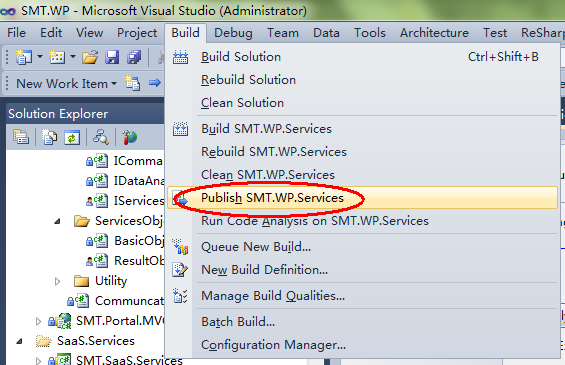 SMT.WP - Microsoft Visual Studio (Administrator)
File Edit View Project Build Debug Team Data Tools Architecture Test ReShar
New Work Item
Solution Explorer
Build Solution Ctrl+Shift+B
Rebuild Solution
Clean Solution
Build SMT.WP.Services
Rebuild SMT.WP.Services
Clean SMT.WP.Services
Publish SMT.WP.Services
Run Code Analysis on SMT.WP.Services
Queue New Build...
New Build Definition...
Manage Build Qualities...
Batch Build...
Configuration Manager...
IComma
IDataAna
IServices
ServicesObje
BasicObj
ResultOb
Utility
Communcat
SMT.Portal.MVC
SaaS.Services
SMT.SaaS.Services